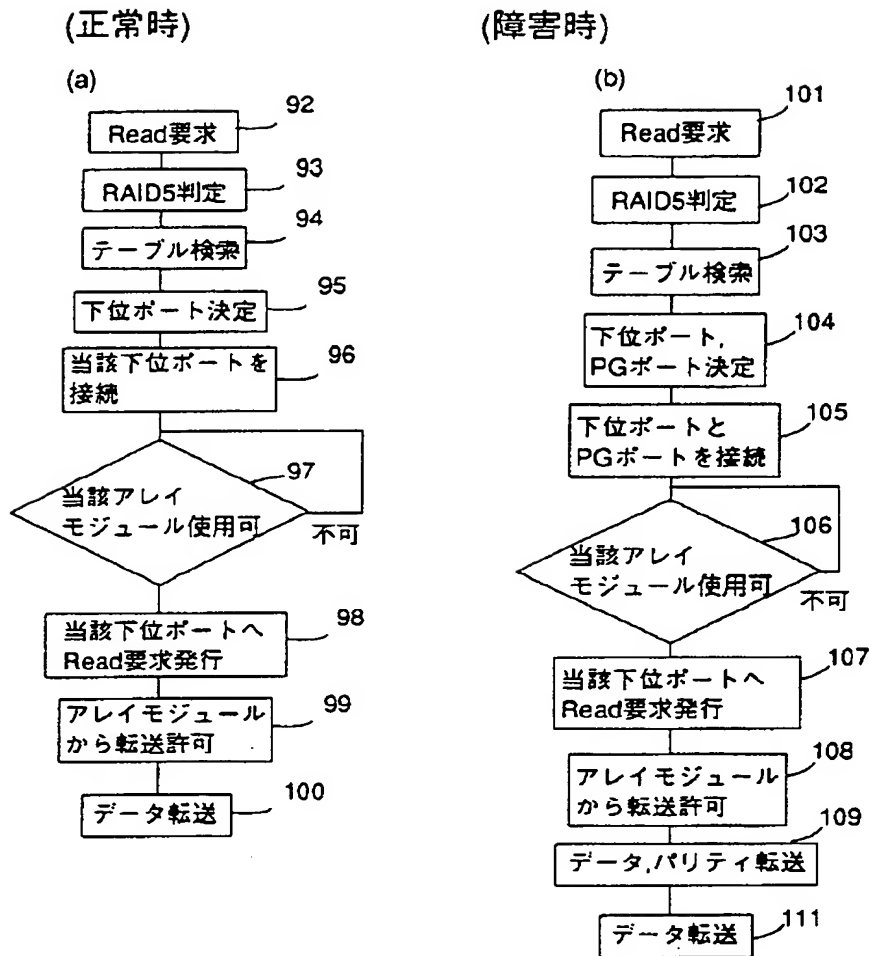 (正常時)
(a)
92
Read要求
93
RAID5判定
94
テーブル検索
95
下位ポート決定
96
当該下位ポートを
接続
97
当該アレイ
モジュール使用可
不可
98
当該下位ポートへ
Read要求発行
99
アレイモジュール
から転送許可
100
データ転送
(障害時)
(b)
101
Read要求
102
RAID5判定
103
テーブル検索
104
下位ポート,
PGポート決定
105
下位ポートと
PGポートを接続
106
当該アレイ
モジュール使用可
不可
107
当該下位ポートへ
Read要求発行
108
アレイモジュール
から転送許可
109
データ,パリティ転送
111
データ転送